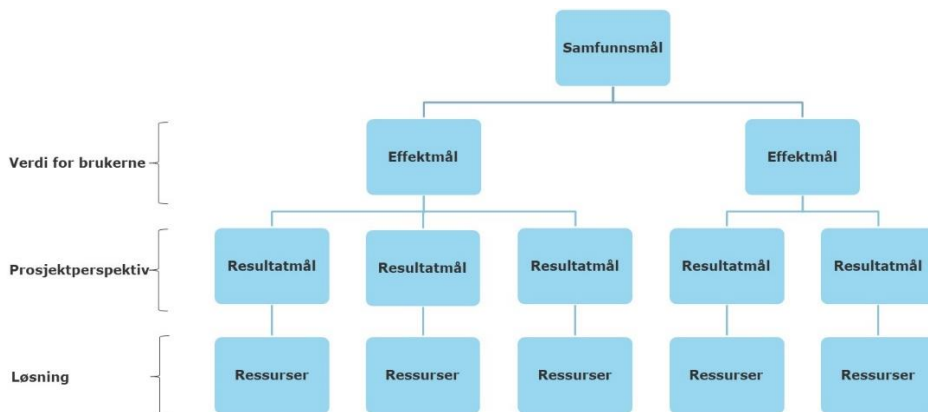 Samfunnsmål
Verdi for brukerne
Effektmål
Effektmål
Prosjektperspektiv
Resultatmål
Resultatmål
Resultatmål
Resultatmål
Resultatmål
Løsning
Ressurser
Ressurser
Ressurser
Ressurser
Ressurser